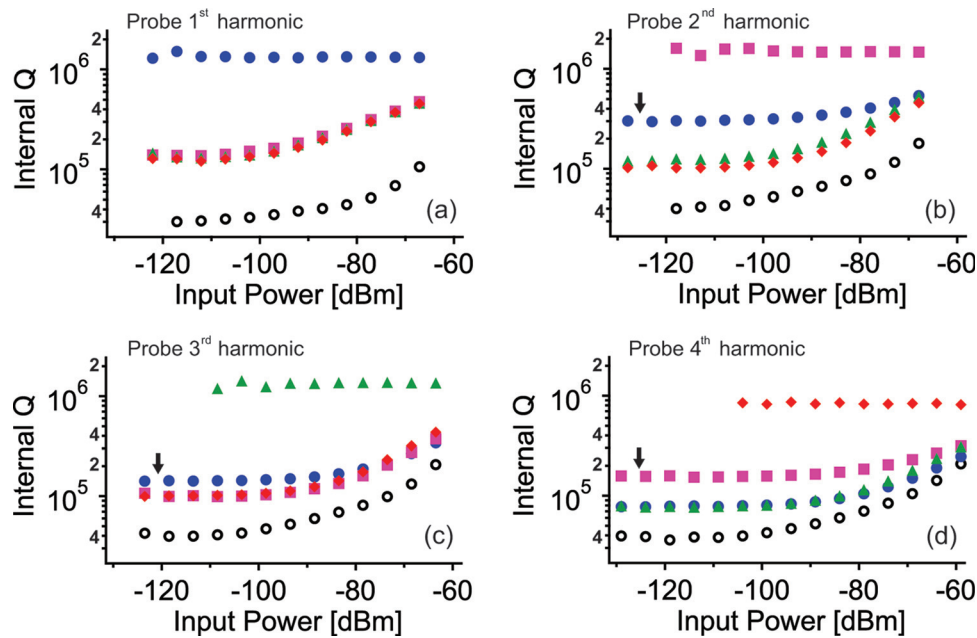 Probe 1st harmonic
Internal Q
2
10^6
4
2
10^5
4
(a)
-120 -100 -80 -60
Input Power [dBm]
Probe 2nd harmonic
Internal Q
2
10^6
4
2
10^5
4
(b)
-120 -100 -80 -60
Input Power [dBm]
Probe 3rd harmonic
Internal Q
2
10^6
4
2
10^5
4
(c)
-120 -100 -80 -60
Input Power [dBm]
Probe 4th harmonic
Internal Q
2
10^6
4
2
10^5
4
(d)
-120 -100 -80 -60
Input Power [dBm]